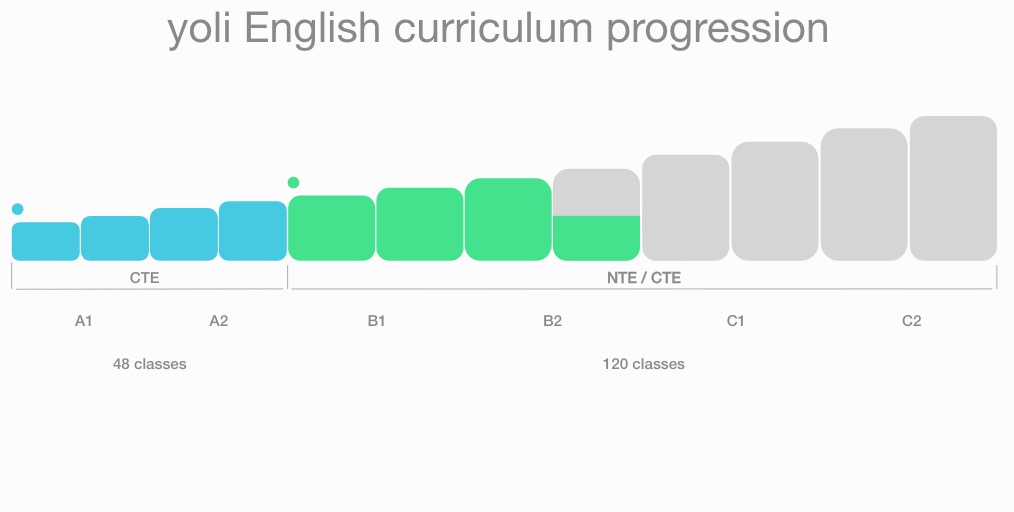 yoli English curriculum progression
CTE
NTE / CTE
A1
A2
B1
B2
C1
C2
48 classes
120 classes